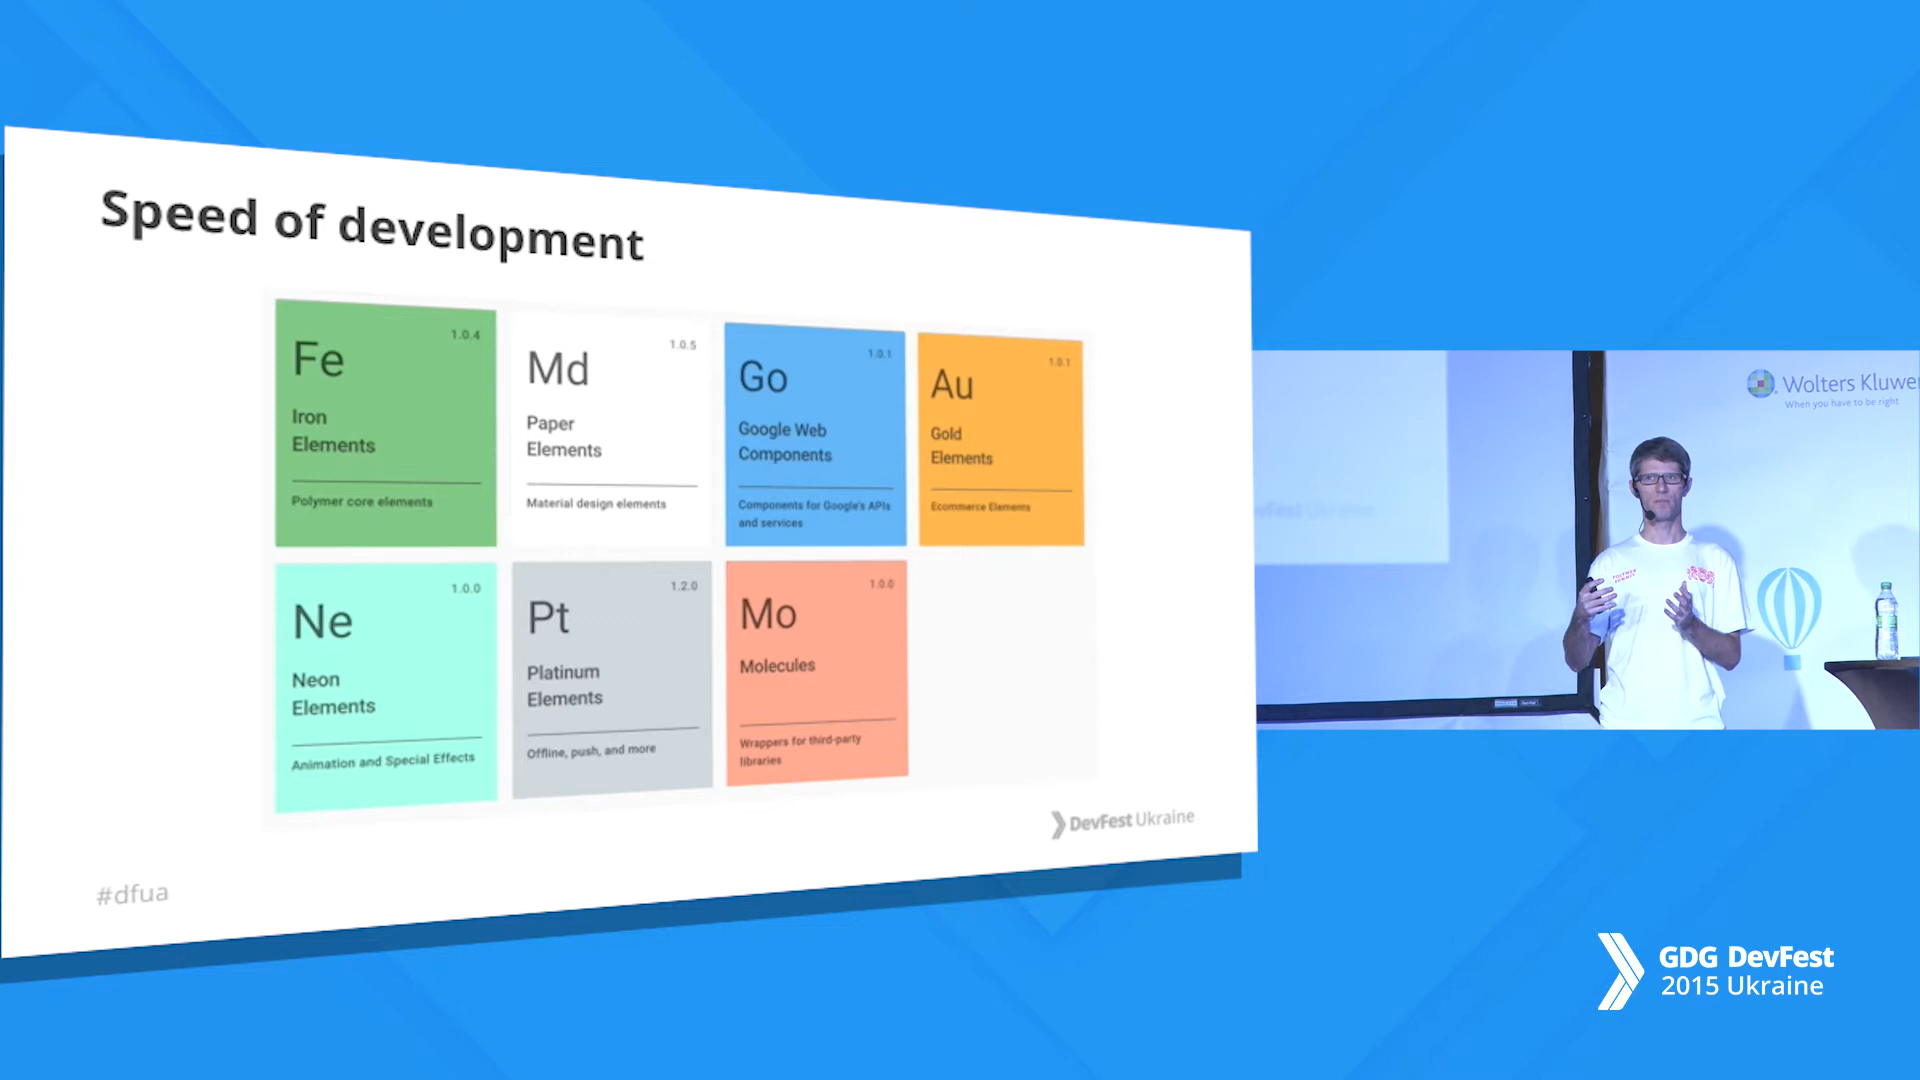 Speed of development
1.0.4
Fe
Iron
Elements
Polymer core elements
1.0.5
Md
Paper
Elements
Material design elements
1.0.1
Go
Google Web
Components
Components for Google's APIs
and services
1.0.1
Au
Gold
Elements
Ecommerce Elements
1.0.0
Ne
Neon
Elements
Animation and Special Effects
1.2.0
Pt
Platinum
Elements
Offline, push, and more
1.0.0
Mo
Molecules
Wrappers for third-party
libraries
DevFest Ukraine
#dfua
Wolters Kluwer
When you have to be right
POLYMER
SUMMIT
GDG DevFest
2015 Ukraine